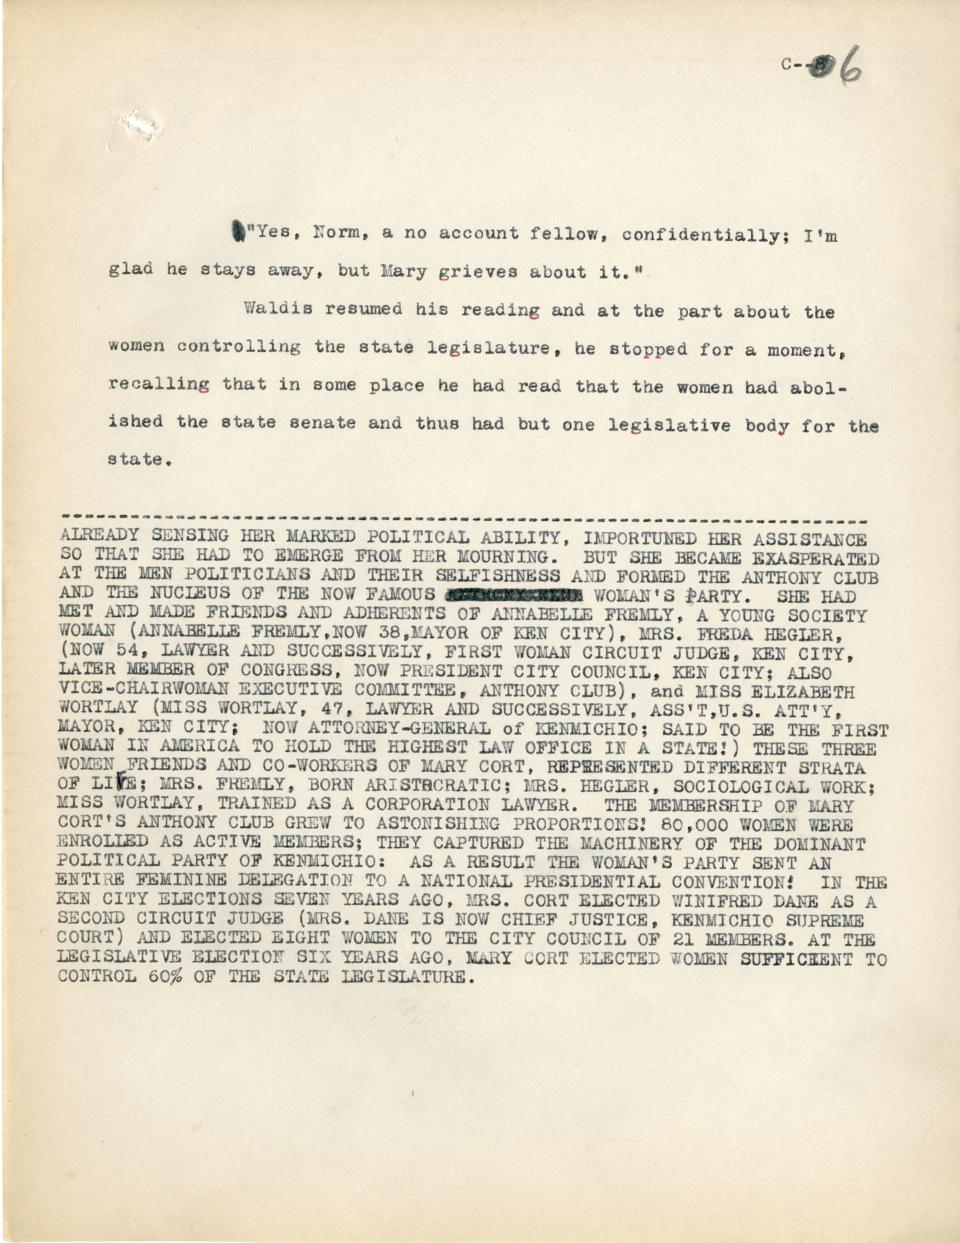 C--6
"Yes, Norm, a no account fellow, confidentially; I'm
glad he stays away, but Mary grieves about it."
Waldis resumed his reading and at the part about the
women controlling the state legislature, he stopped for a moment,
recalling that in some place he had read that the women had abol-
ished the state senate and thus had but one legislative body for the
state.
ALREADY SENSING HER MARKED POLITICAL ABILITY, IMPORTUNED HER ASSISTANCE
SO THAT SHE HAD TO EMERGE FROM HER MOURNING. BUT SHE BECAME EXASPERATED
AT THE MEN POLITICIANS AND THEIR SELFISHNESS AND FORMED THE ANTHONY CLUB
AND THE NUCLEUS OF THE NOW FAMOUS WOMAN'S PARTY. SHE HAD
MET AND MADE FRIENDS AND ADHERENTS OF ANNABELLE FREMLY, A YOUNG SOCIETY
WOMAN (ANNABELLE FREMLY,NOW 38,MAYOR OF KEN CITY), MRS. FREDA HEGLER,
(NOW 54, LAWYER AND SUCCESSIVELY, FIRST WOMAN CIRCUIT JUDGE, KEN CITY,
LATER MEMBER OF CONGRESS, NOW PRESIDENT CITY COUNCIL, KEN CITY; ALSO
VICE-CHAIRWOMAN EXECUTIVE COMMITTEE, ANTHONY CLUB), and MISS ELIZABETH
WORTLAY (MISS WORTLAY, 47, LAWYER AND SUCCESSIVELY, ASS'T,U.S. ATT'Y,
MAYOR, KEN CITY; NOW ATTORNEY-GENERAL of KENMICHIO; SAID TO BE THE FIRST
WOMAN IN AMERICA TO HOLD THE HIGHEST LAW OFFICE IN A STATE!) THESE THREE
WOMEN FRIENDS AND CO-WORKERS OF MARY CORT, REPRESENTED DIFFERENT STRATA
OF LIFE; MRS. FREMLY, BORN ARISTOCRATIC; MRS. HEGLER, SOCIOLOGICAL WORK;
MISS WORTLAY, TRAINED AS A CORPORATION LAWYER. THE MEMBERSHIP OF MARY
CORT'S ANTHONY CLUB GREW TO ASTONISHING PROPORTIONS! 80,000 WOMEN WERE
ENROLLED AS ACTIVE MEMBERS; THEY CAPTURED THE MACHINERY OF THE DOMINANT
POLITICAL PARTY OF KENMICHIO: AS A RESULT THE WOMAN'S PARTY SENT AN
ENTIRE FEMININE DELEGATION TO A NATIONAL PRESIDENTIAL CONVENTION! IN THE
KEN CITY ELECTIONS SEVEN YEARS AGO, MRS. CORT ELECTED WINIFRED DANE AS A
SECOND CIRCUIT JUDGE (MRS. DANE IS NOW CHIEF JUSTICE, KENMICHIO SUPREME
COURT) AND ELECTED EIGHT WOMEN TO THE CITY COUNCIL OF 21 MEMBERS. AT THE
LEGISLATIVE ELECTION SIX YEARS AGO, MARY CORT ELECTED WOMEN SUFFICIENT TO
CONTROL 60% OF THE STATE LEGISLATURE.